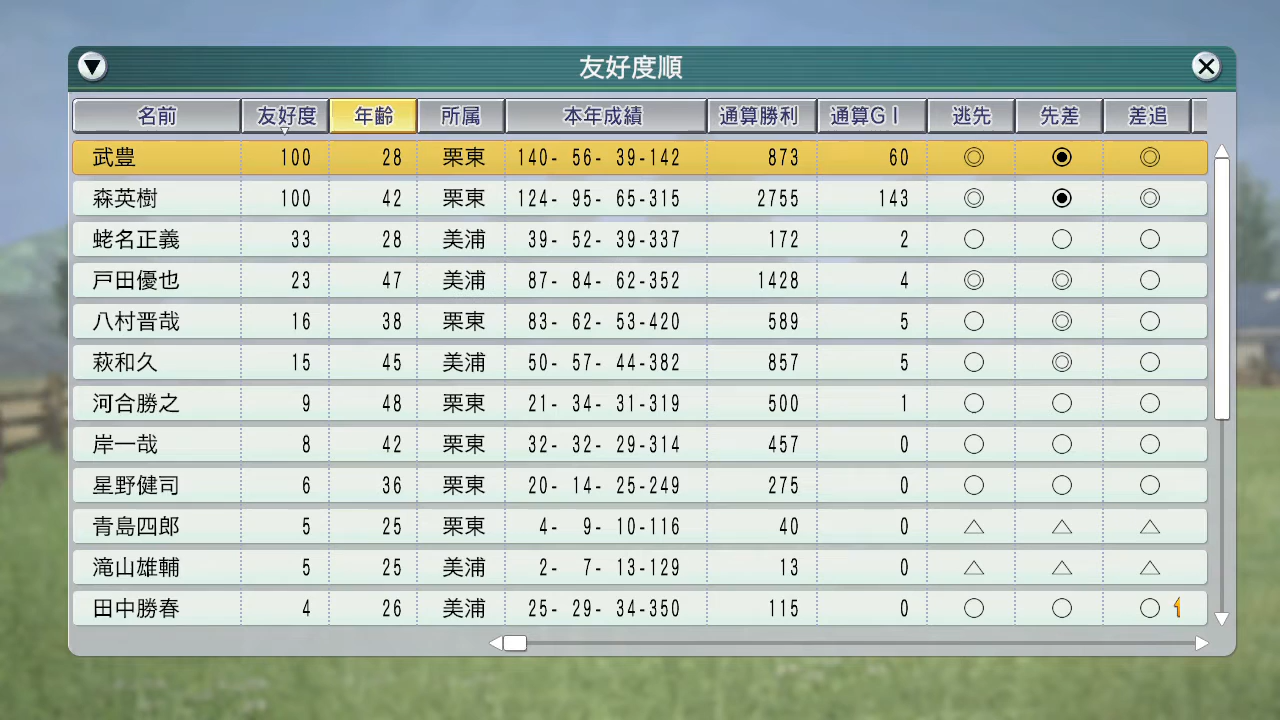 友好度順
名前 友好度 年齢 所属 本年成績 通算勝利 通算GⅠ 逃先 先差 差追
武豊 100 28 栗東 140- 56- 39-142 873 60 ◎ ◉ ◎
森英樹 100 42 栗東 124- 95- 65-315 2755 143 ◎ ◉ ◎
蛯名正義 33 28 美浦 39- 52- 39-337 172 2 ○ ○ ○
戸田優也 23 47 美浦 87- 84- 62-352 1428 4 ◎ ◎ ○
八村晋哉 16 38 栗東 83- 62- 53-420 589 5 ○ ◎ ○
萩和久 15 45 美浦 50- 57- 44-382 857 5 ○ ◎ ○
河合勝之 9 48 栗東 21- 34- 31-319 500 1 ○ ○ ○
岸一哉 8 42 栗東 32- 32- 29-314 457 0 ○ ○ ○
星野健司 6 36 栗東 20- 14- 25-249 275 0 ○ ○ ○
青島四郎 5 25 栗東 4- 9- 10-116 40 0 △ △ △
滝山雄輔 5 25 美浦 2- 7- 13-129 13 0 △ △ △
田中勝春 4 26 美浦 25- 29- 34-350 115 0 ○ ○ ○